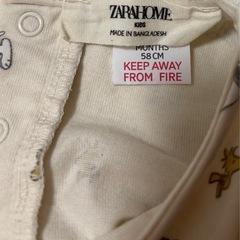 ZARAHOME
KIDS
MADE IN BANGLADESH
MONTHS
58 CM
KEEP AWAY
FROM FIRE